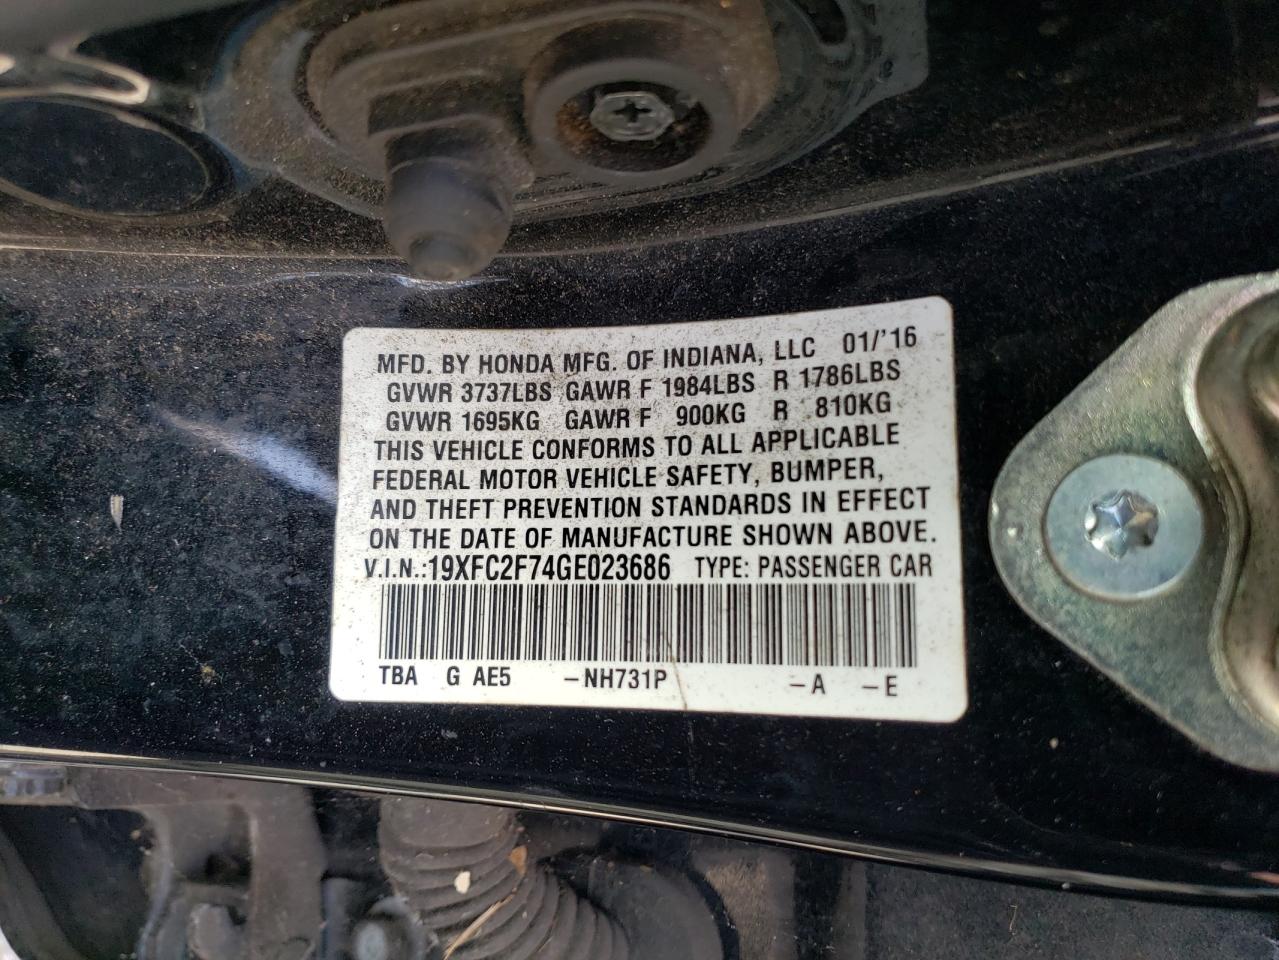 MFD. BY HONDA MFG. OF INDIANA, LLC 01/'16
GVWR 3737LBS GAWR F 1984LBS R 1786LBS
GVWR 1695KG GAWR F 900KG R 810KG
THIS VEHICLE CONFORMS TO ALL APPLICABLE
FEDERAL MOTOR VEHICLE SAFETY, BUMPER,
AND THEFT PREVENTION STANDARDS IN EFFECT
ON THE DATE OF MANUFACTURE SHOWN ABOVE.
V.I.N.:19XFC2F74GE023686 TYPE: PASSENGER CAR
TBA G AE5 –NH731P –A –E